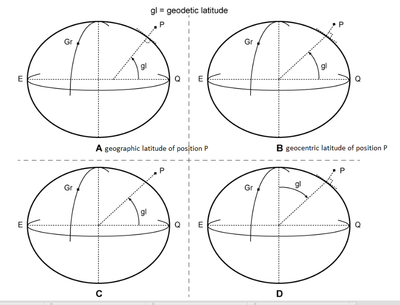 gl = geodetic latitude
P
Gr
gl
E
Q
A geographic latitude of position P
P
Gr
gl
E
Q
B geocentric latitude of position P
P
Gr
gl
E
Q
C
P
gl
Gr
E
Q
D